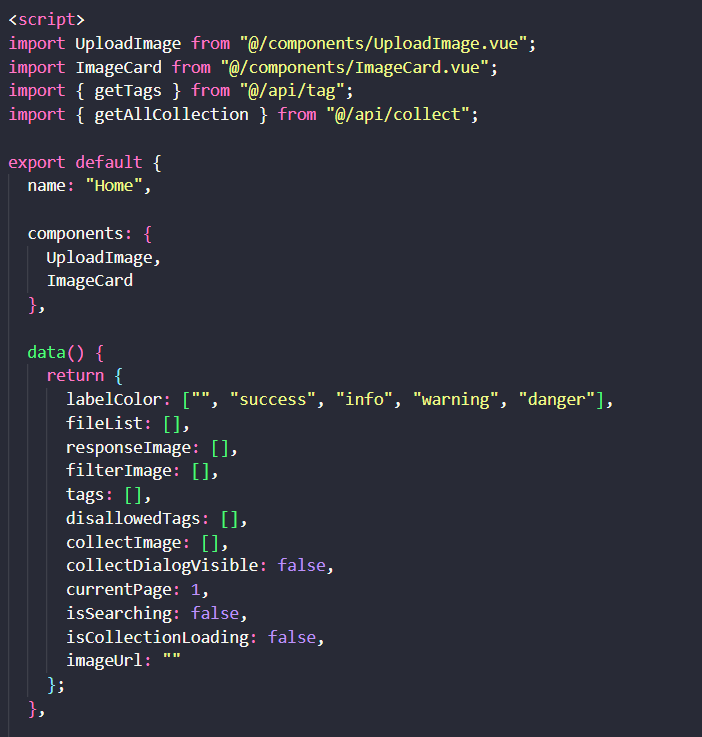 <script>
import UploadImage from "@/components/UploadImage.vue";
import ImageCard from "@/components/ImageCard.vue";
import { getTags } from "@/api/tag";
import { getAllCollection } from "@/api/collect";
export default {
name: "Home",
components: {
UploadImage,
ImageCard
},
data() {
return {
labelColor: ["", "success", "info", "warning", "danger"],
fileList: [],
responseImage: [],
filterImage: [],
tags: [],
disallowedTags: [],
collectImage: [],
collectDialogVisible: false,
currentPage: 1,
isSearching: false,
isCollectionLoading: false,
imageUrl: ""
};
},